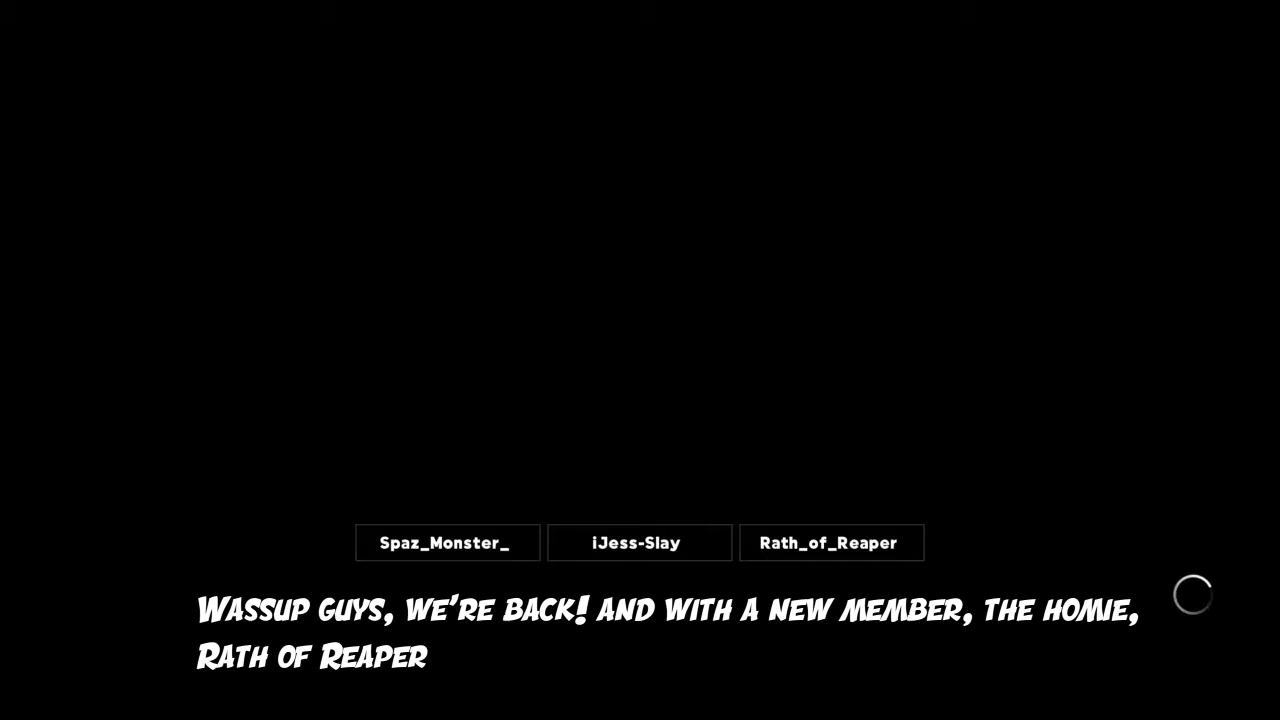 Spaz_Monster_ iJess-Slay Rath_of_Reaper
Wassup guys, we're back! and with a new member, the homie,
Rath of Reaper